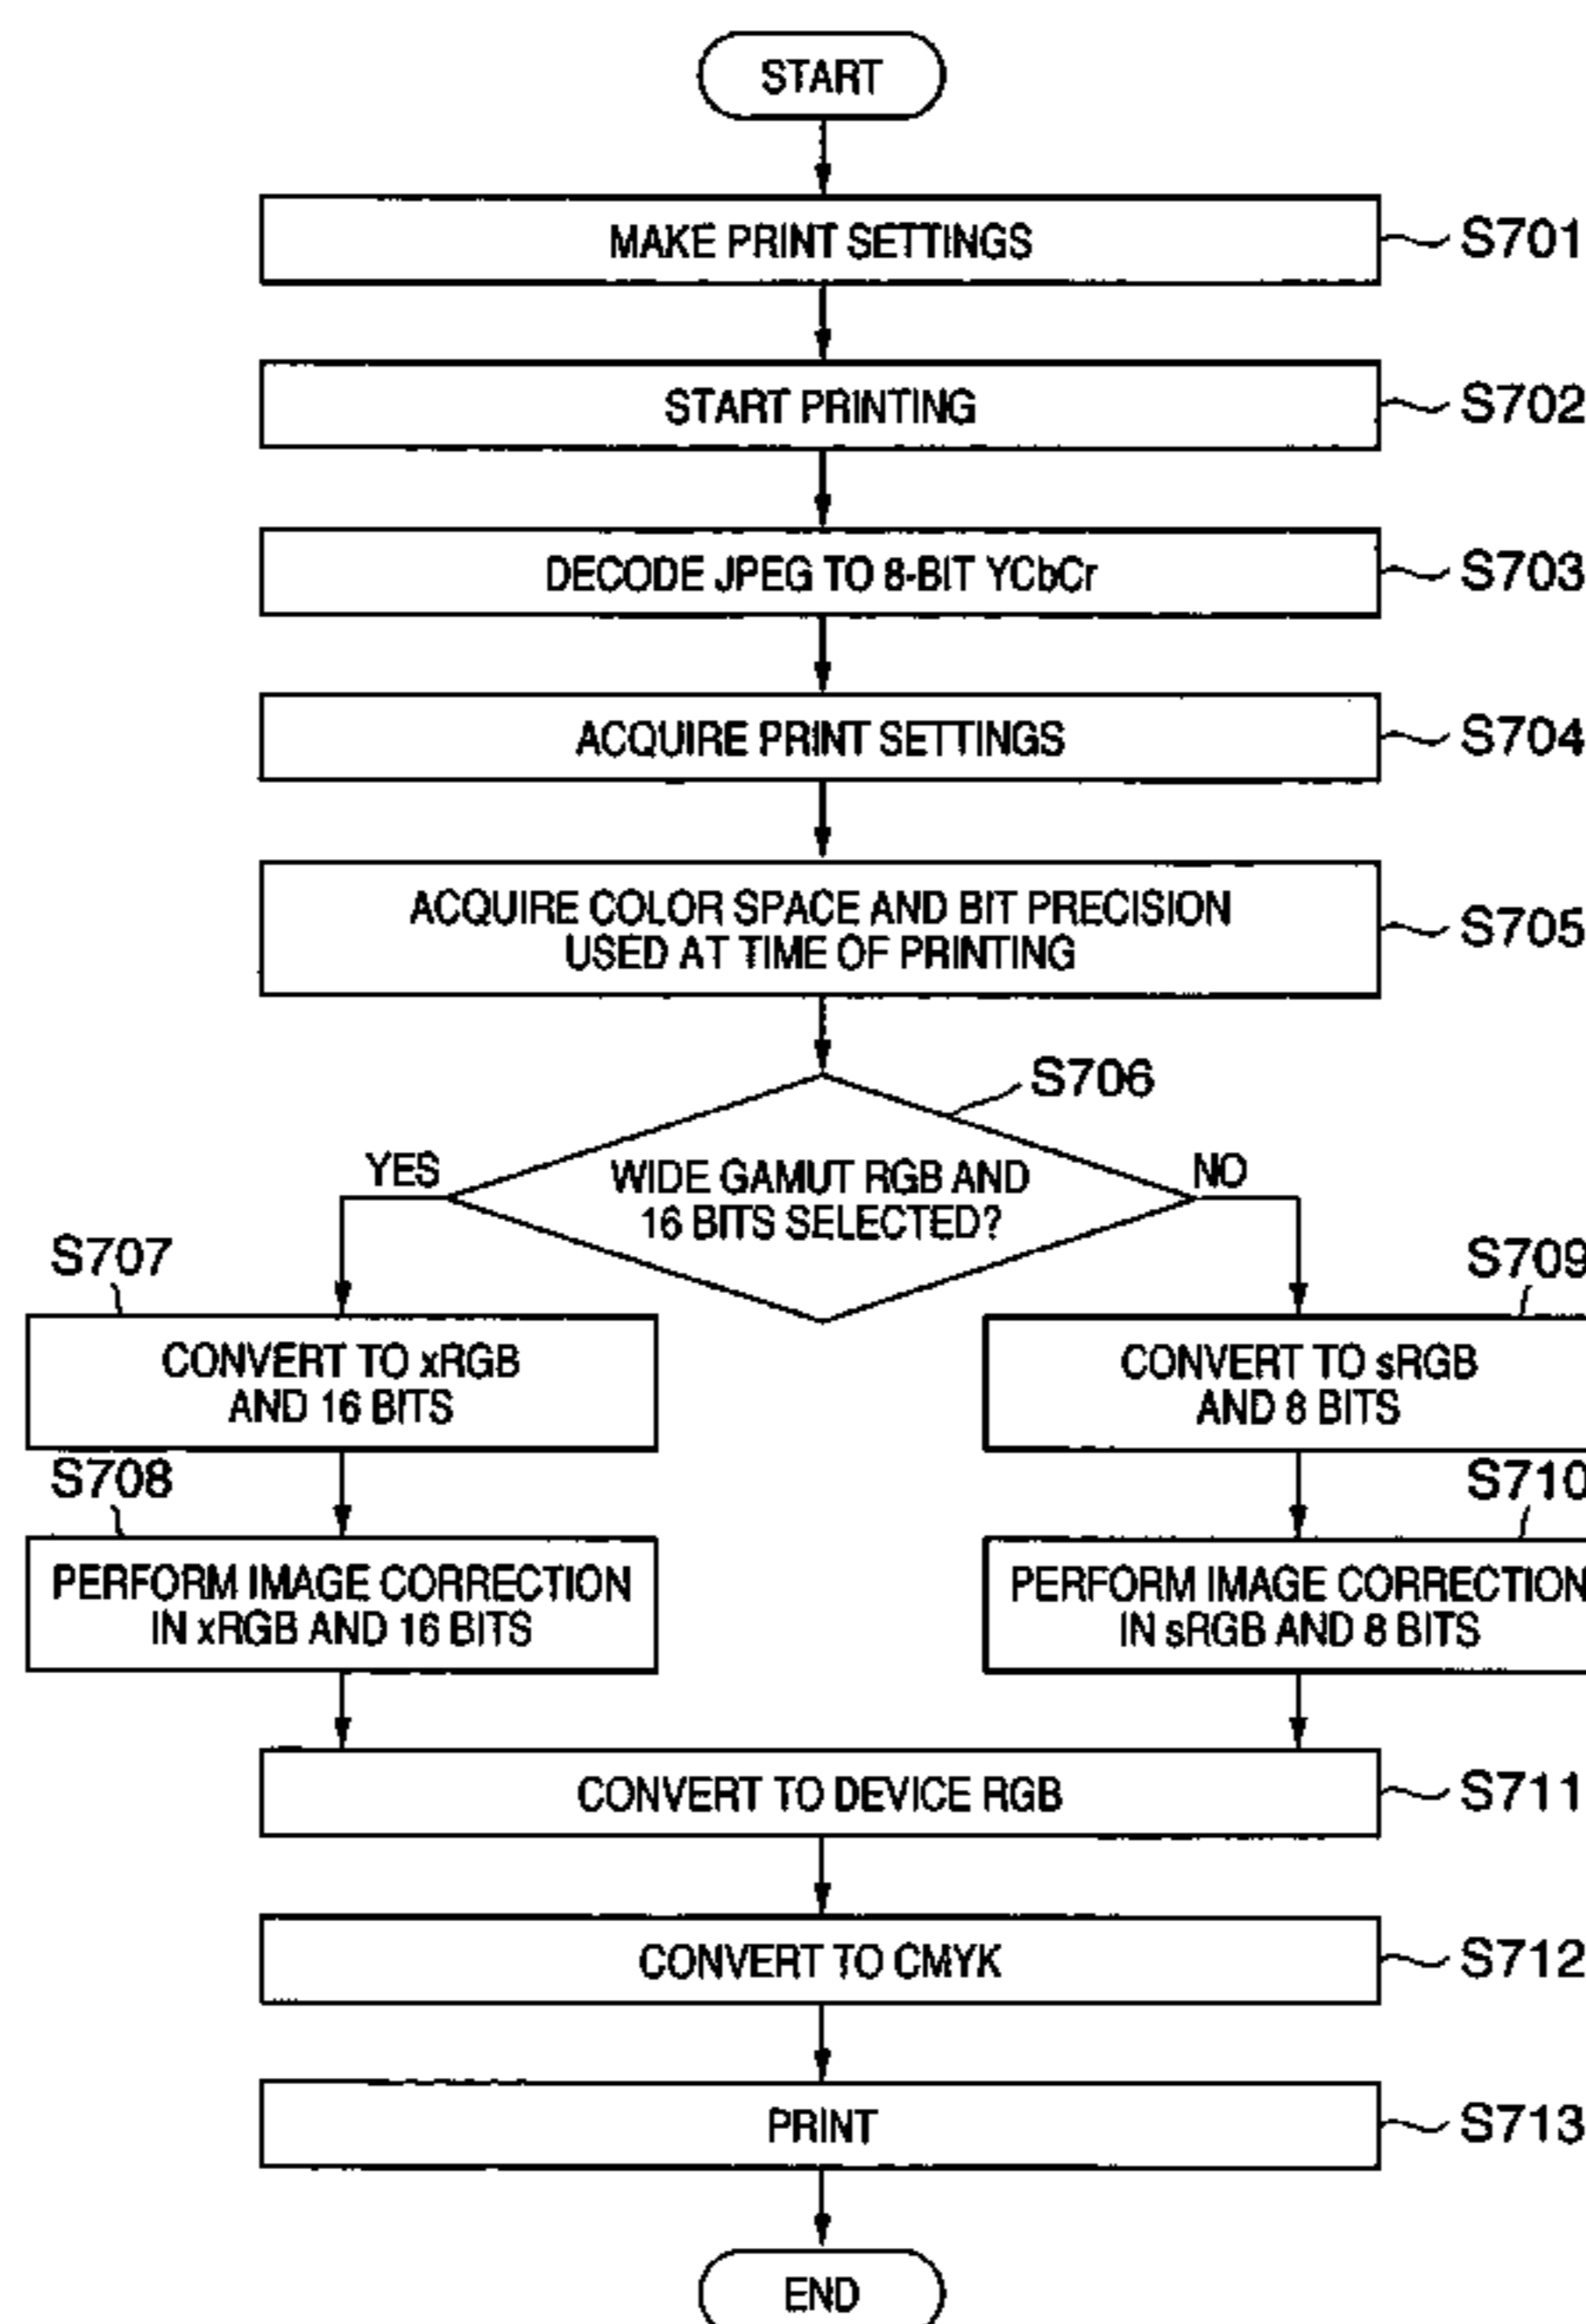 START
MAKE PRINT SETTINGS
S701
START PRINTING
S702
DECODE JPEG TO 8-BIT YCbCr
S703
ACQUIRE PRINT SETTINGS
S704
ACQUIRE COLOR SPACE AND BIT PRECISION
USED AT TIME OF PRINTING
S705
S706
WIDE GAMUT RGB AND
16 BITS SELECTED?
YES
NO
S707
CONVERT TO xRGB
AND 16 BITS
S709
CONVERT TO sRGB
AND 8 BITS
S708
PERFORM IMAGE CORRECTION
IN xRGB AND 16 BITS
S710
PERFORM IMAGE CORRECTION
IN sRGB AND 8 BITS
CONVERT TO DEVICE RGB
S711
CONVERT TO CMYK
S712
PRINT
S713
END